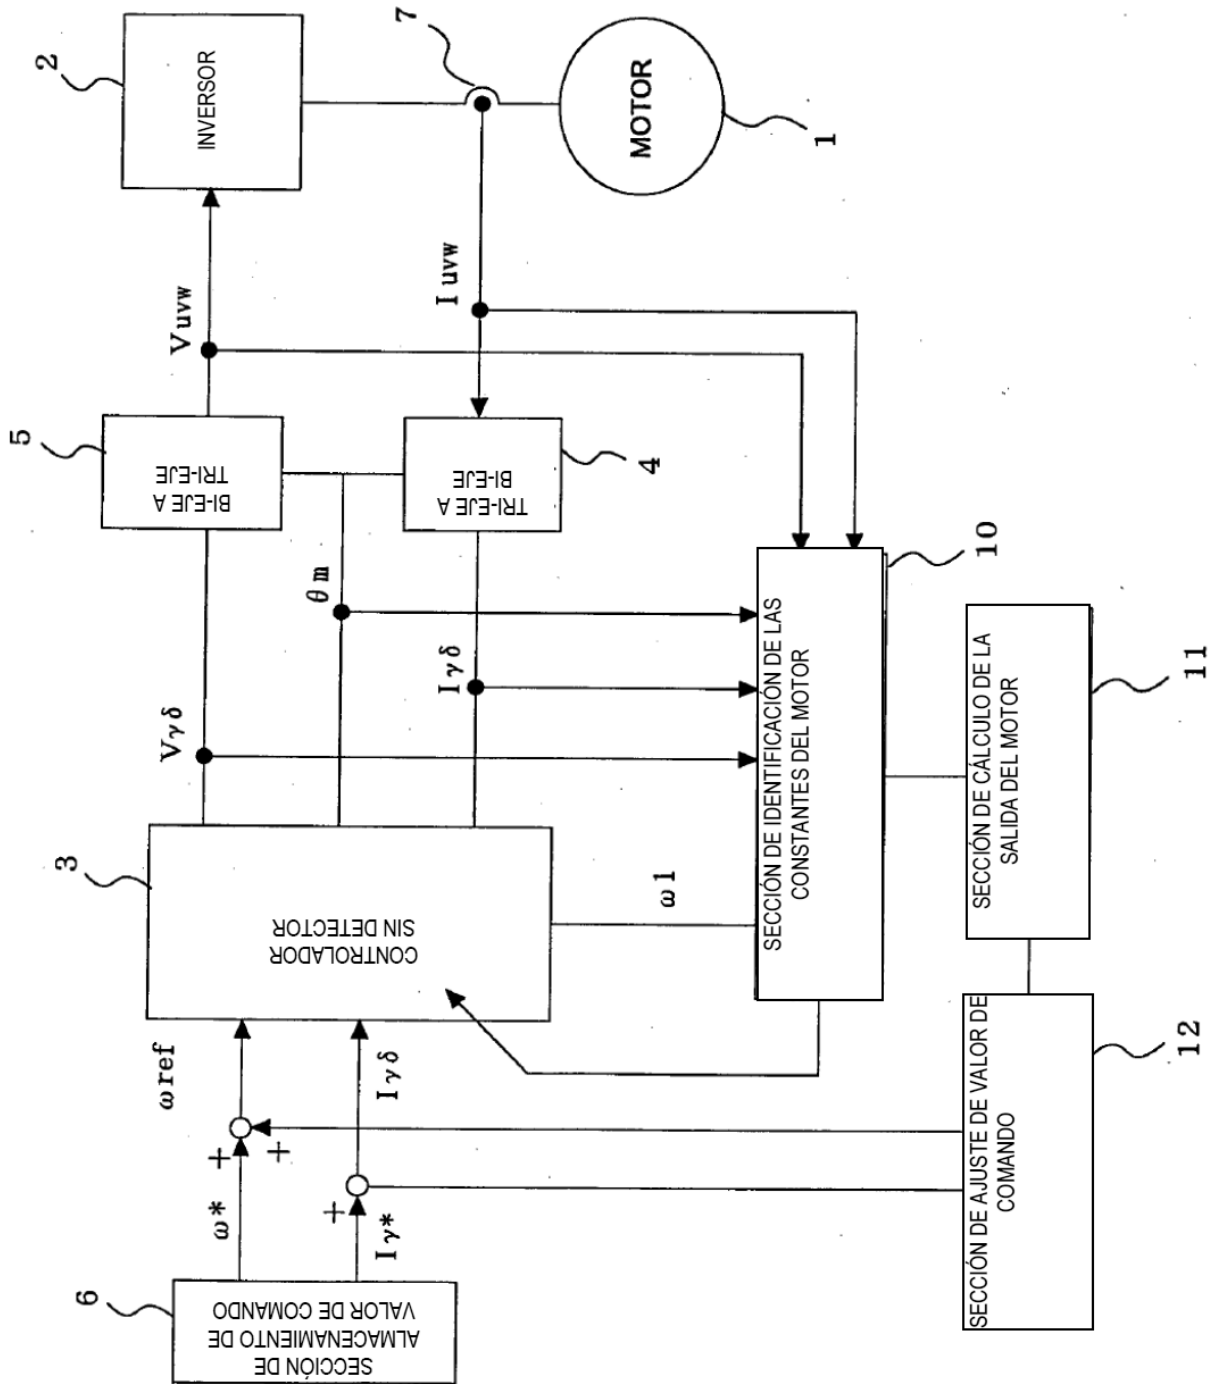 7
2
INVERSOR
MOTOR
1
Vuvw
I uvw
5
BI-EJE A
TRI-EJE
TRI-EJE A
BI-EJE
4
θm
Vγδ
Iγδ
10
SECCIÓN DE IDENTIFICACIÓN DE LAS
CONSTANTES DEL MOTOR
11
SECCIÓN DE CÁLCULO DE LA
SALIDA DEL MOTOR
3
CONTROLADOR
SIN DETECTOR
ω1
12
SECCIÓN DE AJUSTE DE VALOR DE
COMANDO
ωref
Iγδ
+
+
+
ω*
Iγ*
6
SECCIÓN DE
ALMACENAMIENTO DE
VALOR DE COMANDO